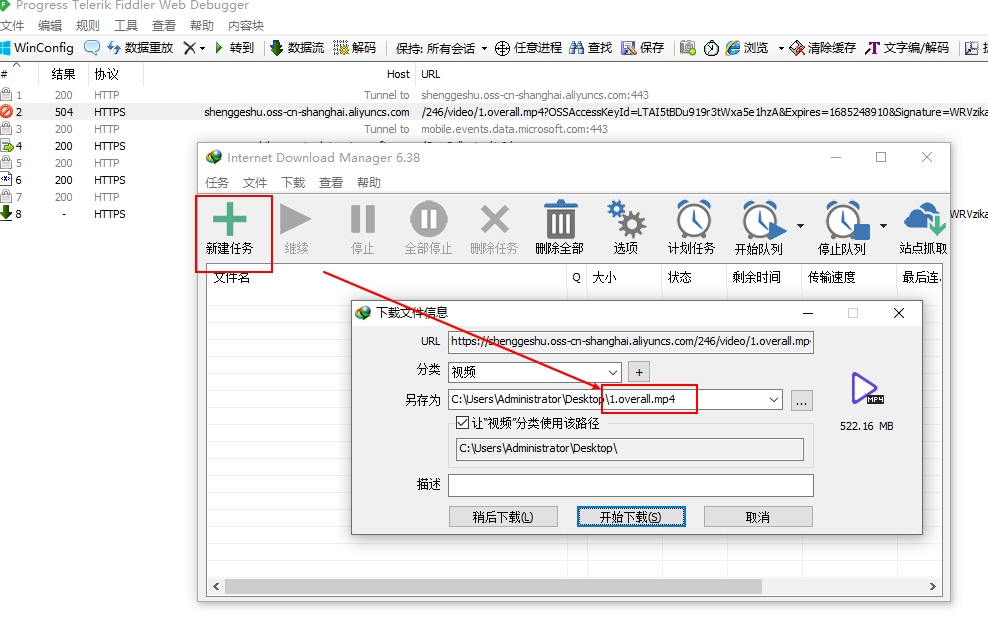 Progress Telerik Fiddler Web Debugger
文件 编辑 规则 工具 查看 帮助 内容块
WinConfig 数据重放 转到 数据流 解码 保持: 所有会话 任意进程 查找 保存 浏览 清除缓存 文字编/解码
# 结果 协议 Host URL
1 200 HTTP Tunnel to shenggeshu.oss-cn-shanghai.aliyuncs.com:443
2 504 HTTPS shenggeshu.oss-cn-shanghai.aliyuncs.com /246/video/1.overall.mp4?OSSAccessKeyId=LTAI5tBDu919r3tWxa5e1hzA&Expires=1685248910&Signature=WRVzika
3 200 HTTP Tunnel to mobile.events.data.microsoft.com:443
4 200 HTTPS
5 200 HTTP
6 200 HTTPS
7 200 HTTP
8 - HTTPS WRVzika
Internet Download Manager 6.38
任务 文件 下载 查看 帮助
新建任务 继续 停止 全部停止 删除任务 删除全部 选项 计划任务 开始队列 停止队列 站点抓取
文件名 Q 大小 状态 剩余时间 传输速度 最后连.
下载文件信息
URL https://shenggeshu.oss-cn-shanghai.aliyuncs.com/246/video/1.overall.mp
分类 视频 +
另存为 C:\Users\Administrator\Desktop\1.overall.mp4 ...
MP4
522.16 MB
让"视频"分类使用该路径
C:\Users\Administrator\Desktop\
描述
稍后下载(L) 开始下载(S) 取消